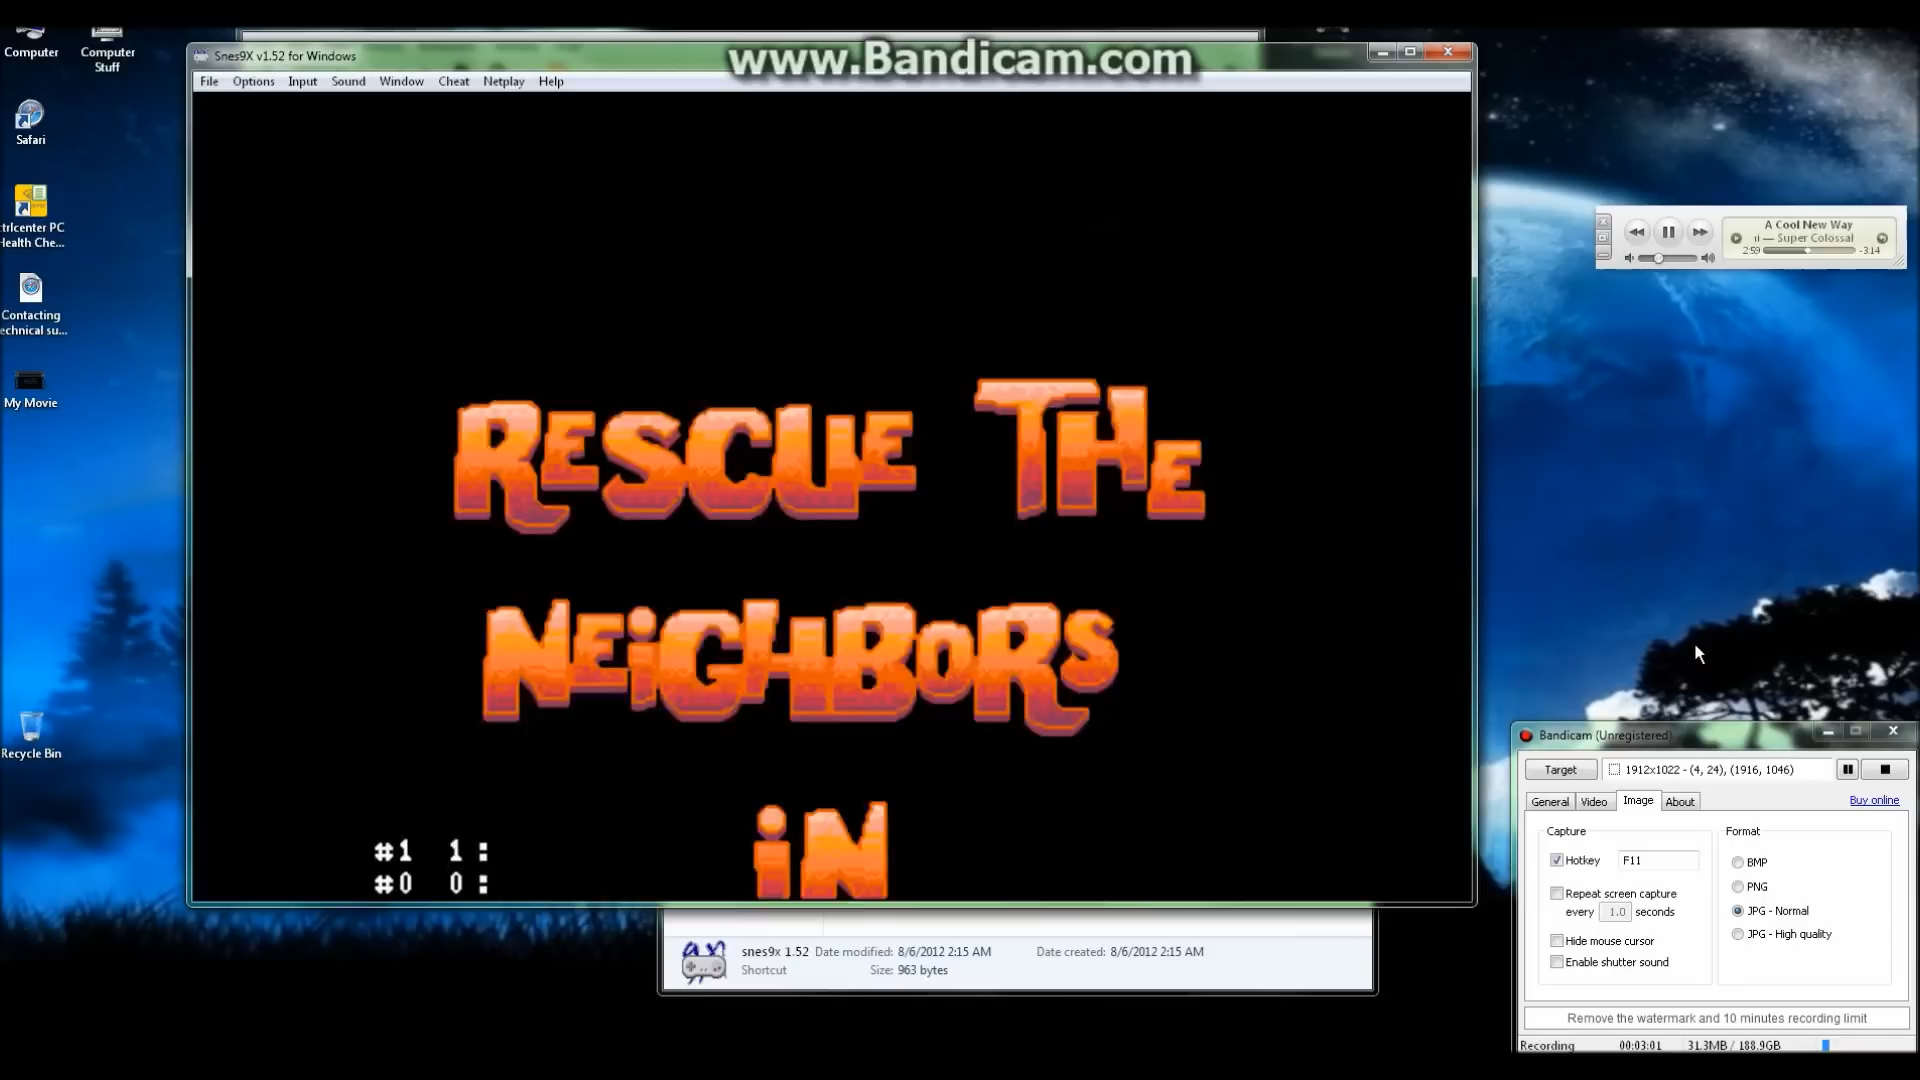 Computer
Computer
Stuff
Safari
trlcenter PC
Health Che...
Contacting
technical su...
My Movie
Recycle Bin
Snes9X v1.52 for Windows
www.Bandicam.com
File Options Input Sound Window Cheat Netplay Help
RESCUE THE
NEiGHBORS
iN
#1 1 :
#0 0 :
A Cool New Way
— Super Colossal
2:59 -3:14
snes9x 1.52 Date modified: 8/6/2012 2:15 AM Date created: 8/6/2012 2:15 AM
Shortcut Size: 963 bytes
Bandicam (Unregistered)
Target 1912x1022 - (4, 24), (1916, 1046)
General Video Image About Buy online
Capture Format
Hotkey F11
BMP
PNG
Repeat screen capture
every 1.0 seconds
JPG - Normal
JPG - High quality
Hide mouse cursor
Enable shutter sound
Remove the watermark and 10 minutes recording limit
Recording 00:03:01 31.3MB / 188.9GB